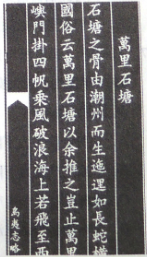 萬里石塘
石塘之骨由潮州而生迤邐如長蛇橫
國俗云萬里石塘以余推之豈止萬里
嶼門掛四帆乘風破浪海上若飛至西
島夷志略